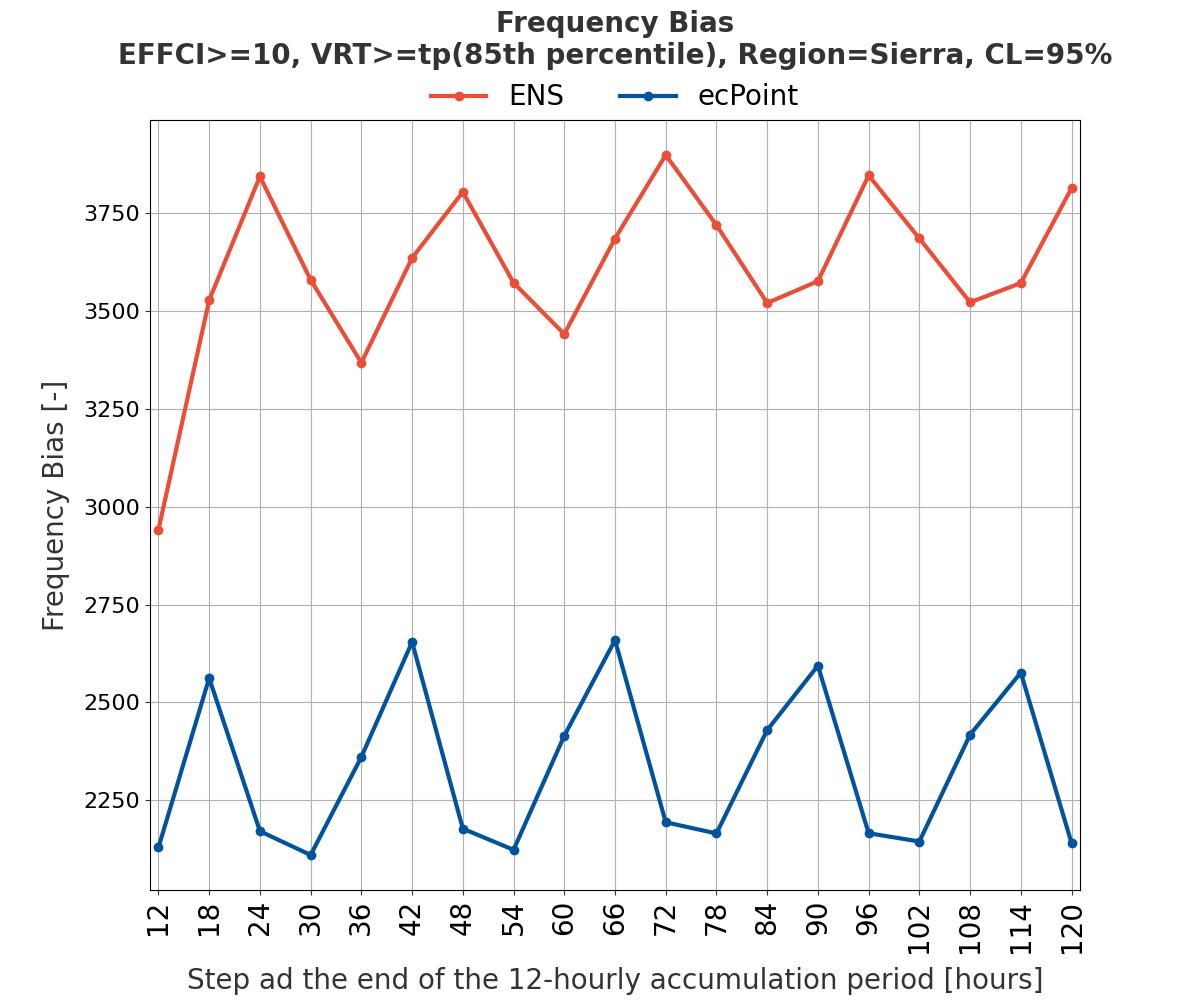 Frequency Bias
EFFCI>=10, VRT>=tp(85th percentile), Region=Sierra, CL=95%
ENS ecPoint
Frequency Bias [-]
3750
3500
3250
3000
2750
2500
2250
12 18 24 30 36 42 48 54 60 66 72 78 84 90 96 102 108 114 120
Step ad the end of the 12-hourly accumulation period [hours]